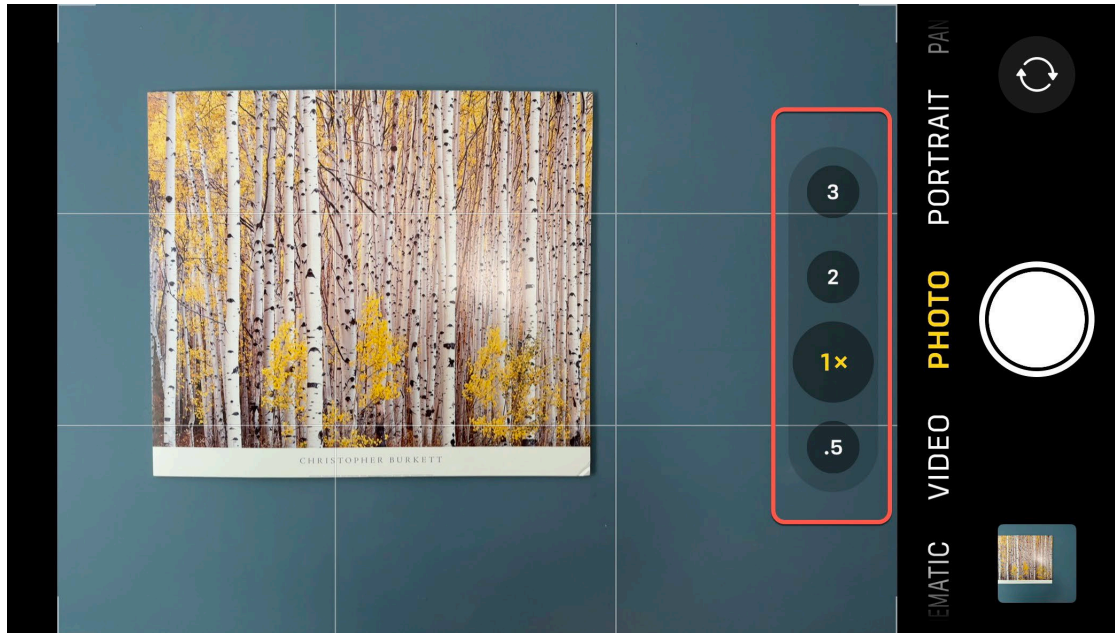 CHRISTOPHER BURKETT
3
2
1×
.5
PAN
PORTRAIT
PHOTO
VIDEO
EMATIC